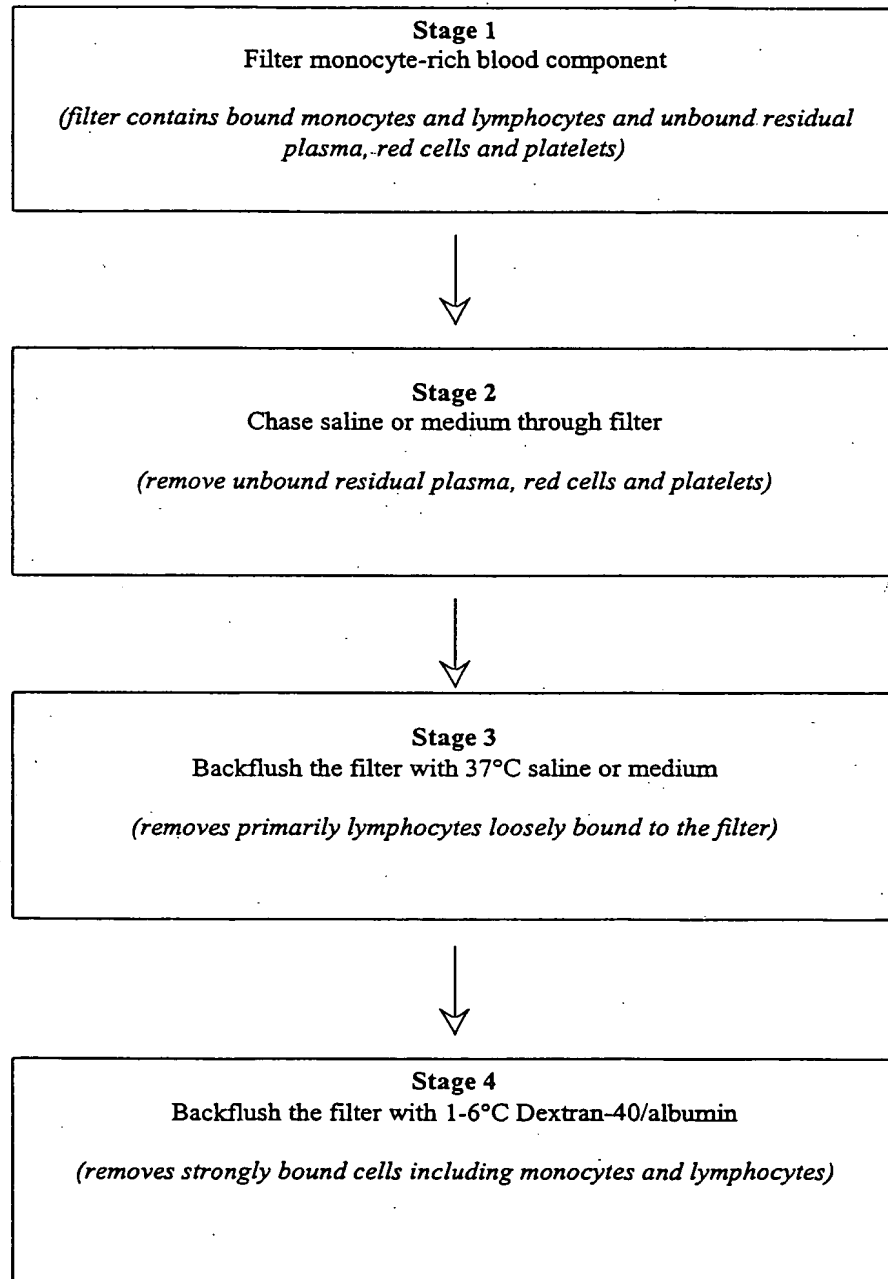 Stage 1
Filter monocyte-rich blood component
(filter contains bound monocytes and lymphocytes and unbound residual
plasma, red cells and platelets)
Stage 2
Chase saline or medium through filter
(remove unbound residual plasma, red cells and platelets)
Stage 3
Backflush the filter with 37°C saline or medium
(removes primarily lymphocytes loosely bound to the filter)
Stage 4
Backflush the filter with 1-6°C Dextran-40/albumin
(removes strongly bound cells including monocytes and lymphocytes)